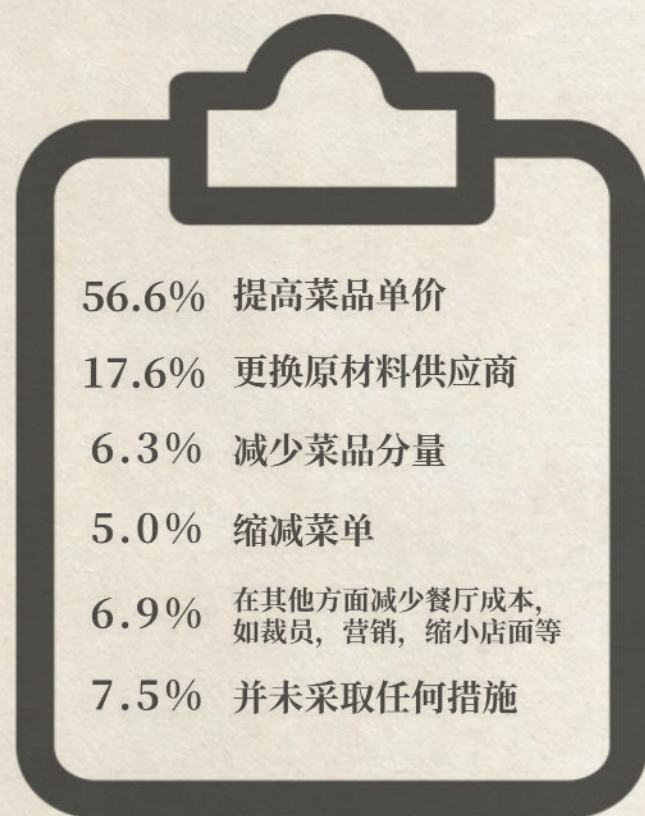 56.6% 提高菜品单价
17.6% 更换原材料供应商
6.3% 减少菜品分量
5.0% 缩减菜单
6.9% 在其他方面减少餐厅成本，
如裁员，营销，缩小店面等
7.5% 并未采取任何措施